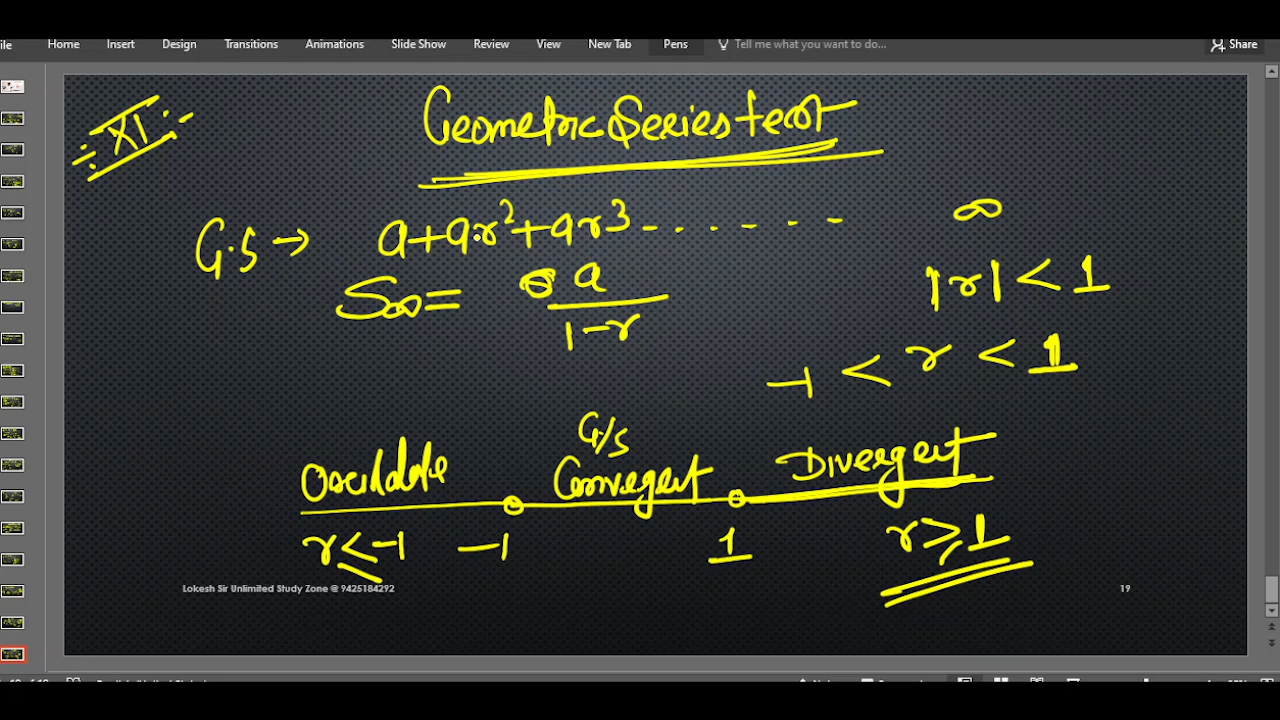 File Home Insert Design Transitions Animations Slide Show Review View New Tab Pens Tell me what you want to do... Share
XI
Geometric Series test
G.S → a+ar²+ar³ - . . . . - . - ∞
S∞ = a / 1-r
|r| < 1
-1 < r < 1
Oscillate G/S Convegent Divergent
r ≤ -1 -1 1 r ≥ 1
Lokesh Sir Unlimited Study Zone @ 9425184292
19